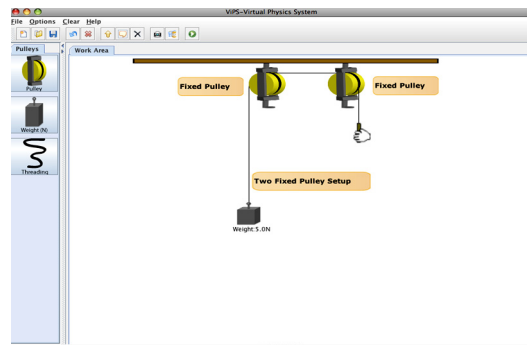 ViPS-Virtual Physics System
File Options Clear Help
Pulleys
Work Area
Pulley
Weight (N)
Threading
Fixed Pulley
Fixed Pulley
Two Fixed Pulley Setup
Weight:5.0N